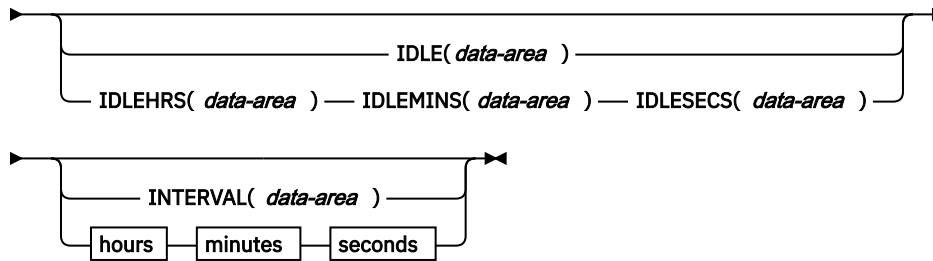 IDLE( data-area )
IDLEHRS( data-area ) IDLEMINS( data-area ) IDLESECS( data-area )
INTERVAL( data-area )
hours minutes seconds